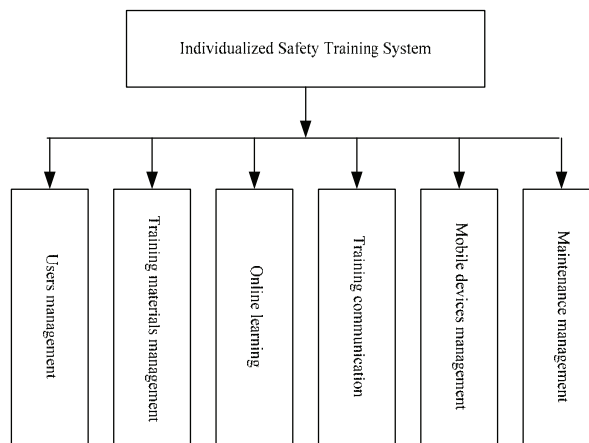 Individualized Safety Training System
Users management
Training materials management
Online learning
Training communication
Mobile devices management
Maintenance management